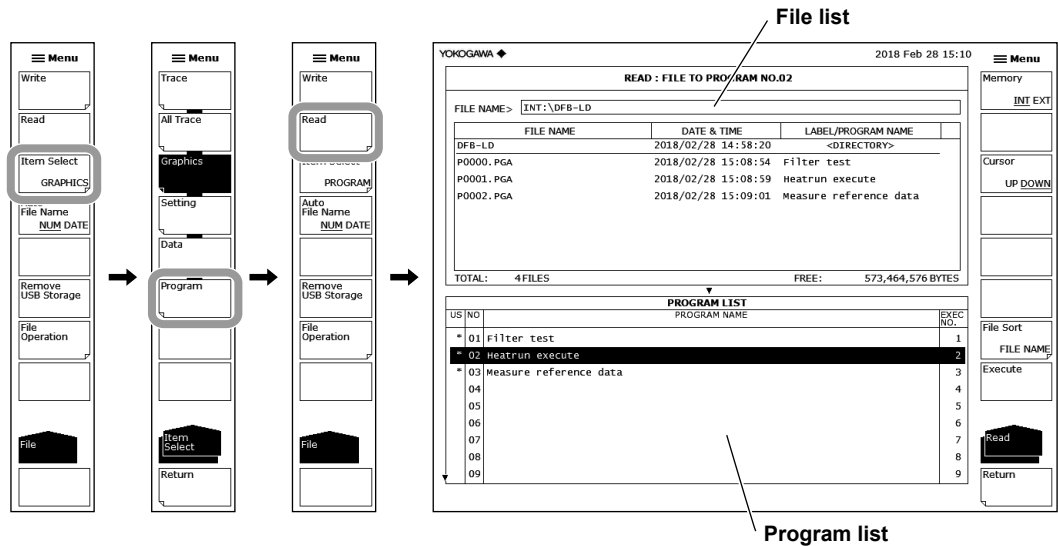 File list
Menu
Write
Read
Item Select
GRAPHICS
File Name
NUM DATE
Remove
USB Storage
File
Operation
File
Menu
Trace
All Trace
Graphics
Setting
Data
Program
Item
Select
Return
Menu
Write
Read
PROGRAM
Auto
File Name
NUM DATE
Remove
USB Storage
File
Operation
File
YOKOGAWA 2018 Feb 28 15:10
READ : FILE TO PROGRAM NO.02
FILE NAME> INT:\DFB-LD
FILE NAME DATE & TIME LABEL/PROGRAM NAME
DFB-LD 2018/02/28 14:58:20 <DIRECTORY>
P0000.PGA 2018/02/28 15:08:54 Filter test
P0001.PGA 2018/02/28 15:08:59 Heatrun execute
P0002.PGA 2018/02/28 15:09:01 Measure reference data
TOTAL: 4FILES FREE: 573,464,576 BYTES
PROGRAM LIST
US NO PROGRAM NAME EXEC
NO.
* 01 Filter test 1
* 02 Heatrun execute 2
* 03 Measure reference data 3
04 4
05 5
06 6
07 7
08 8
09 9
Menu
Memory
INT EXT
Cursor
UP DOWN
File Sort
FILE NAME
Execute
Read
Return
Program list